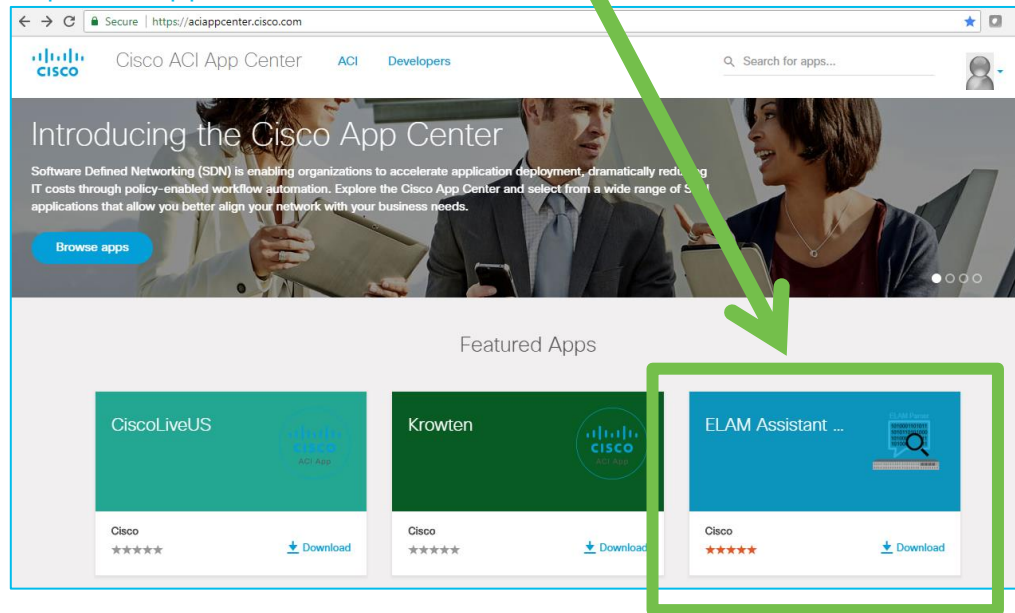 Secure | https://aciappcenter.cisco.com
CISCO
Cisco ACI App Center
ACI
Developers
Search for apps...
Introducing the Cisco App Center
Software Defined Networking (SDN) is enabling organizations to accelerate application deployment, dramatically
IT costs through policy-enabled workflow automation. Explore the Cisco App Center and select from a wide range of
applications that allow you better align your network with your business needs.
Browse apps
Featured Apps
CiscoLiveUS
CISCO
ACI App
Krowten
CISCO
ACI App
ELAM Assistant ...
ELAM Parser
Cisco
Download
Cisco
Download
Cisco
Download